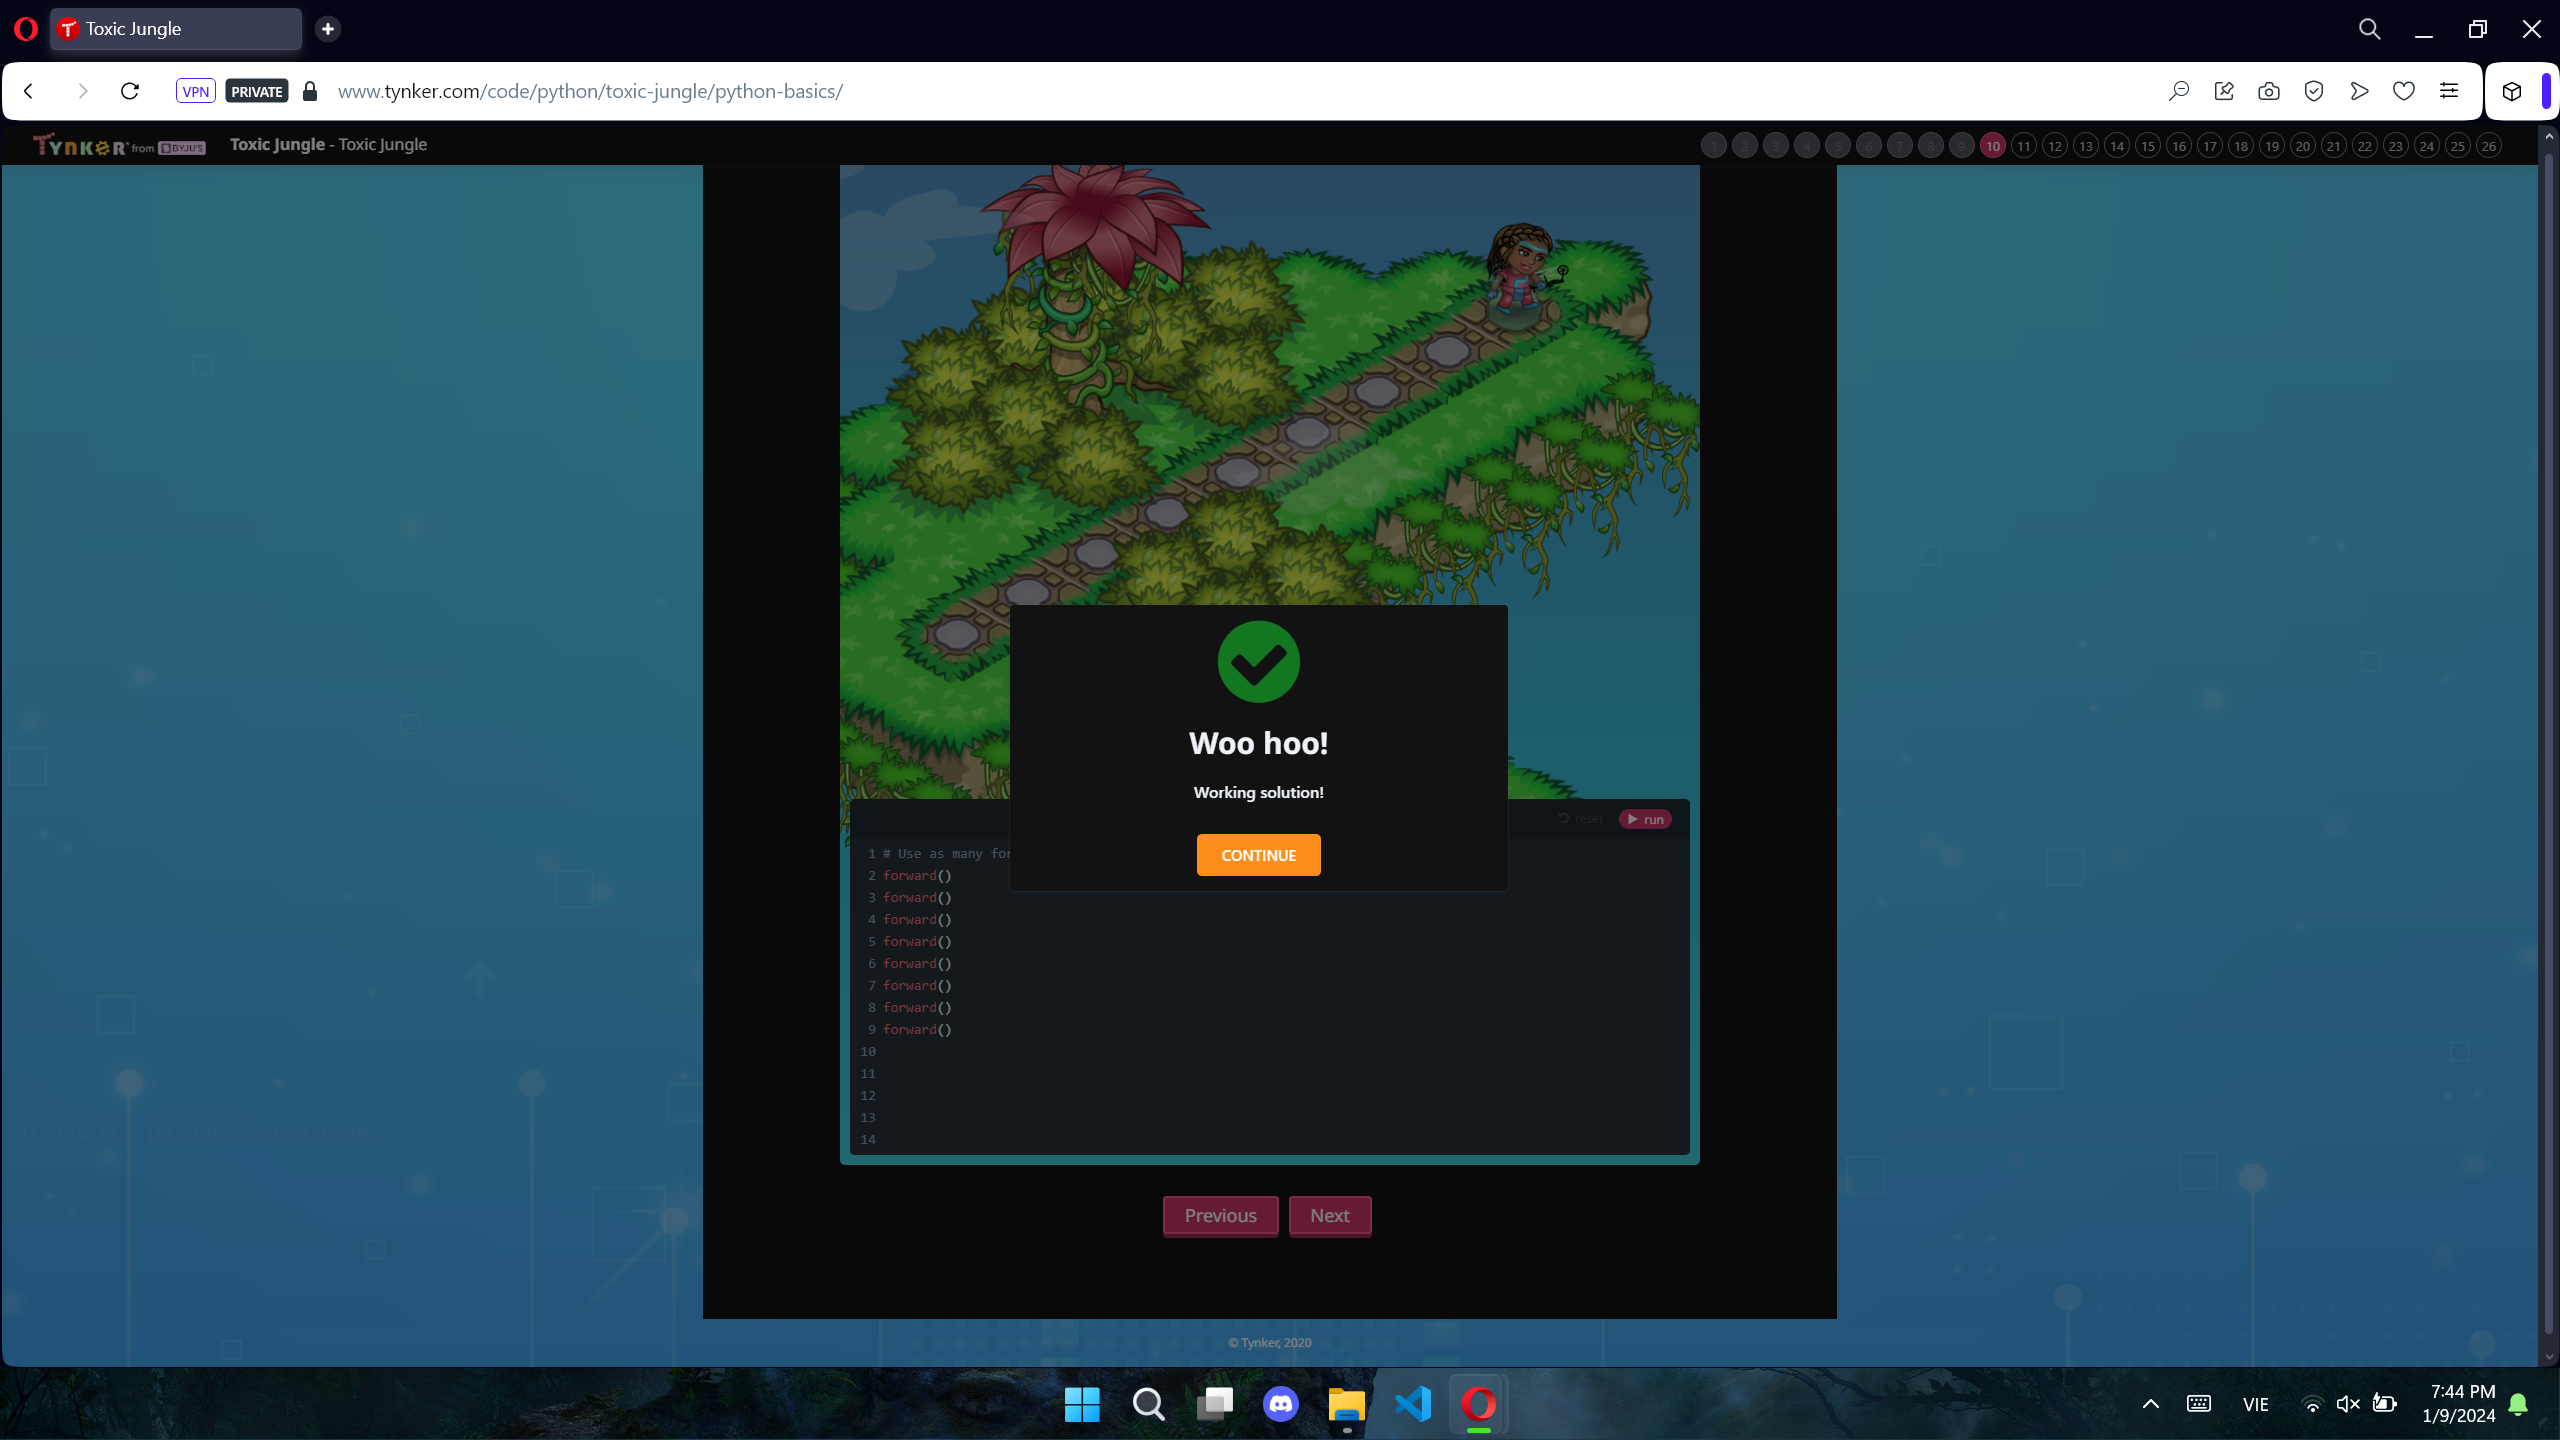 Toxic Jungle
VPN PRIVATE www.tynker.com/code/python/toxic-jungle/python-basics/
TYNKER from BYJU'S Toxic Jungle - Toxic Jungle 1 2 3 4 5 6 7 8 9 10 11 12 13 14 15 16 17 18 19 20 21 22 23 24 25 26
Woo hoo!
Working solution!
CONTINUE
reset run
1 # Use as many for
2 forward()
3 forward()
4 forward()
5 forward()
6 forward()
7 forward()
8 forward()
9 forward()
10
11
12
13
14
Previous Next
© Tynker, 2020
VIE
7:44 PM
1/9/2024